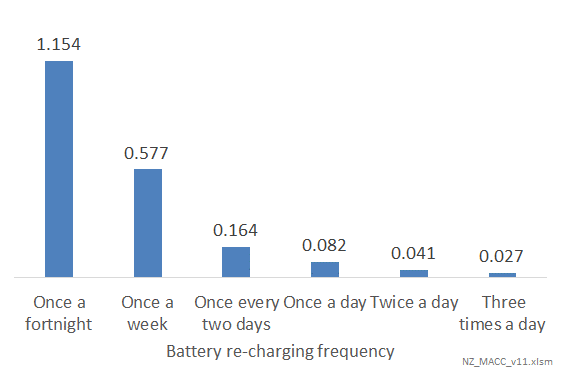 1.154
0.577
0.164
0.082
0.041
0.027
Once a fortnight
Once a week
Once every two days
Once a day
Twice a day
Three times a day
Battery re-charging frequency
NZ_MACC_v11.xlsm